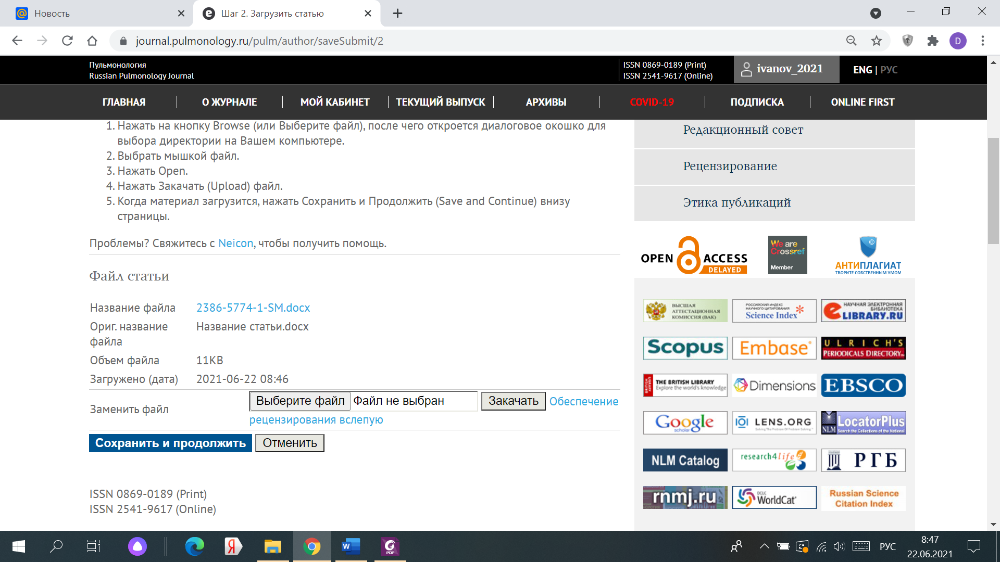 Новость
Шаг 2. Загрузить статью
journal.pulmonology.ru/pulm/author/saveSubmit/2
D
Пульмонология
Russian Pulmonology Journal
ISSN 0869-0189 (Print)
ISSN 2541-9617 (Online)
ivanov_2021
ENG | РУС
ГЛАВНАЯ
О ЖУРНАЛЕ
МОЙ КАБИНЕТ
ТЕКУЩИЙ ВЫПУСК
АРХИВЫ
COVID-19
ПОДПИСКА
ONLINE FIRST
1. Нажать на кнопку Browse (или Выберите файл), после чего откроется диалоговое окошко для
выбора директории на Вашем компьютере.
2. Выбрать мышкой файл.
3. Нажать Open.
4. Нажать Закачать (Upload) файл.
5. Когда материал загрузится, нажать Сохранить и Продолжить (Save and Continue) внизу
страницы.
Проблемы? Свяжитесь с Neicon, чтобы получить помощь.
Файл статьи
Название файла 2386-5774-1-SM.docx
Ориг. название Название статьи.docx
файла
Объем файла 11KB
Загружено (дата) 2021-06-22 08:46
Заменить файл Выберите файл Файл не выбран Закачать Обеспечение
рецензирования вслепую
Сохранить и продолжить Отменить
ISSN 0869-0189 (Print)
ISSN 2541-9617 (Online)
Редакционный совет
Рецензирование
Этика публикаций
OPEN ACCESS
DELAYED
We are
Crossref
Member
©
АНТИПЛАГИАТ
ТВОРИТЕ СОБСТВЕННЫМ УМОМ
ВЫСШАЯ
АТТЕСТАЦИОННАЯ
КОМИССИЯ (ВАК)
РОССИЙСКИЙ ИНДЕКС
НАУЧНОГО ЦИТИРОВАНИЯ
Science Index
НАУЧНАЯ ЭЛЕКТРОННАЯ
БИБЛИОТЕКА
eLIBRARY.RU
Scopus
Embase
ULRICH'S
PERIODICALS DIRECTORY
THE BRITISH LIBRARY
Explore the world's knowledge
Dimensions
EBSCO
Google
scholar
LENS.ORG
NLM
LocatorPlus
Search the Collections of the National
NLM Catalog
research4life
РГБ
rnmj.ru
OCLC
WorldCat
Russian Science
Citation Index
W
PDF
РУС
8:47
22.06.2021